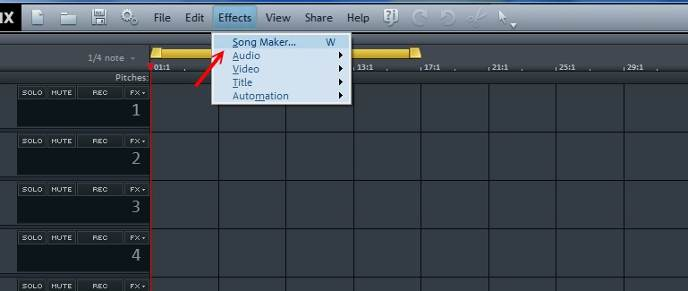 IX File Edit Effects View Share Help
Song Maker... W
Audio
Video
Title
Automation
1/4 note
Pitches: 01:1 13:1 17:1 21:1 25:1 29:1
SOLO MUTE REC FX
1
SOLO MUTE REC FX
2
SOLO MUTE REC FX
3
SOLO MUTE REC FX
4
SOLO MUTE REC FX